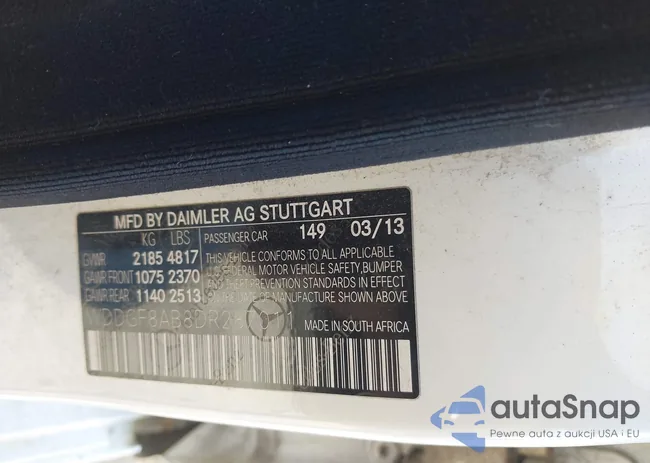 MFD BY DAIMLER AG STUTTGART
KG LBS PASSENGER CAR 149 03/13
GVWR 2185 4817 THIS VEHICLE CONFORMS TO ALL APPLICABLE
GAWR FRONT 1075 2370 U.S. FEDERAL MOTOR VEHICLE SAFETY, BUMPER
AND THEFT PREVENTION STANDARDS IN EFFECT
GAWR REAR 1140 2513 ON THE DATE OF MANUFACTURE
WDDGF8AB8DR2
MADE IN SOUTH AFRICA
autaSnap
Pewne auta z aukcji USA i EU